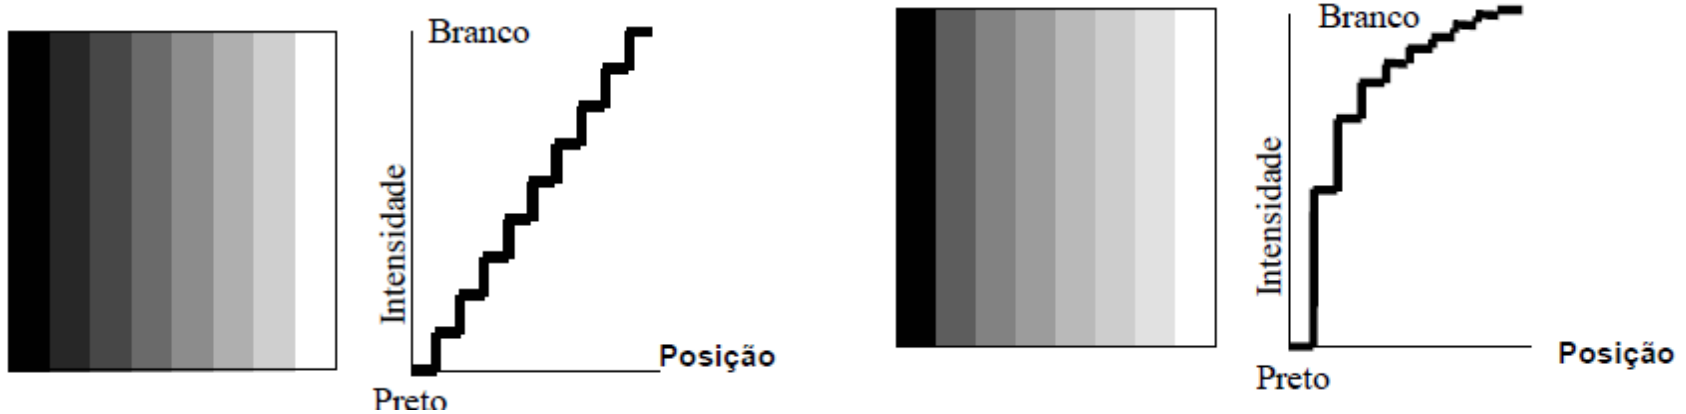 Branco
Intensidade
Posição
Preto
Branco
Intensidade
Posição
Preto